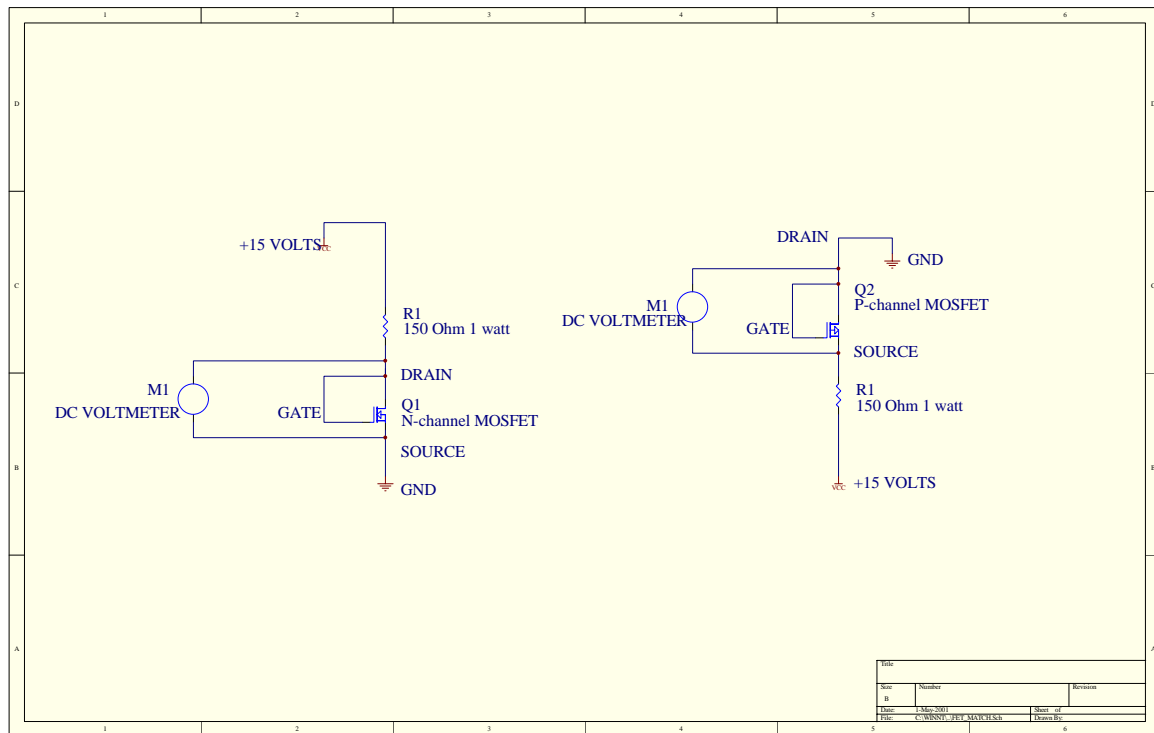 1 2 3 4 5 6
D D
C C
B B
A A
+15 VOLTS
VCC
R1
150 Ohm 1 watt
DRAIN
M1
DC VOLTMETER
GATE
Q1
N-channel MOSFET
SOURCE
GND
DRAIN
GND
Q2
P-channel MOSFET
M1
DC VOLTMETER
GATE
SOURCE
R1
150 Ohm 1 watt
VCC
+15 VOLTS
Title
Size Number Revision
B
Date: 1-May-2001 Sheet of
File: C:\WINNT\..\FET_MATCH.Sch Drawn By:
1 2 3 4 5 6